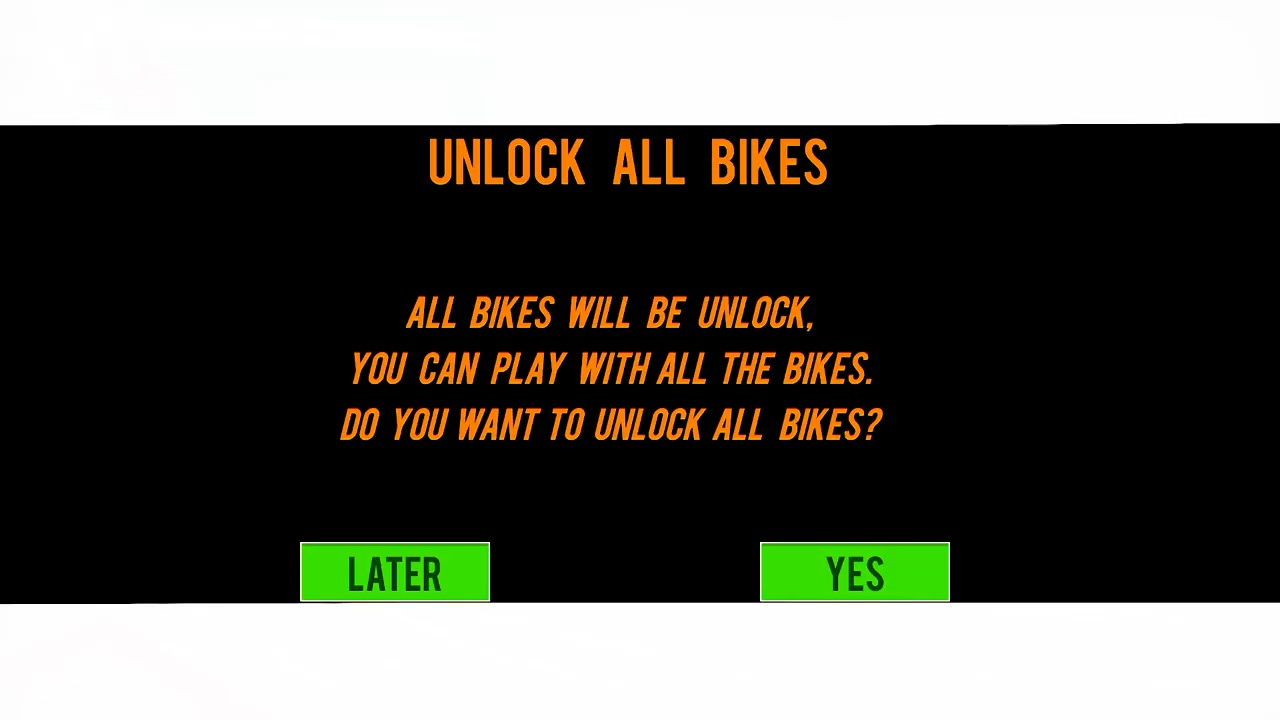 UNLOCK ALL BIKES
ALL BIKES WILL BE UNLOCK,
YOU CAN PLAY WITH ALL THE BIKES.
DO YOU WANT TO UNLOCK ALL BIKES?
LATER
YES